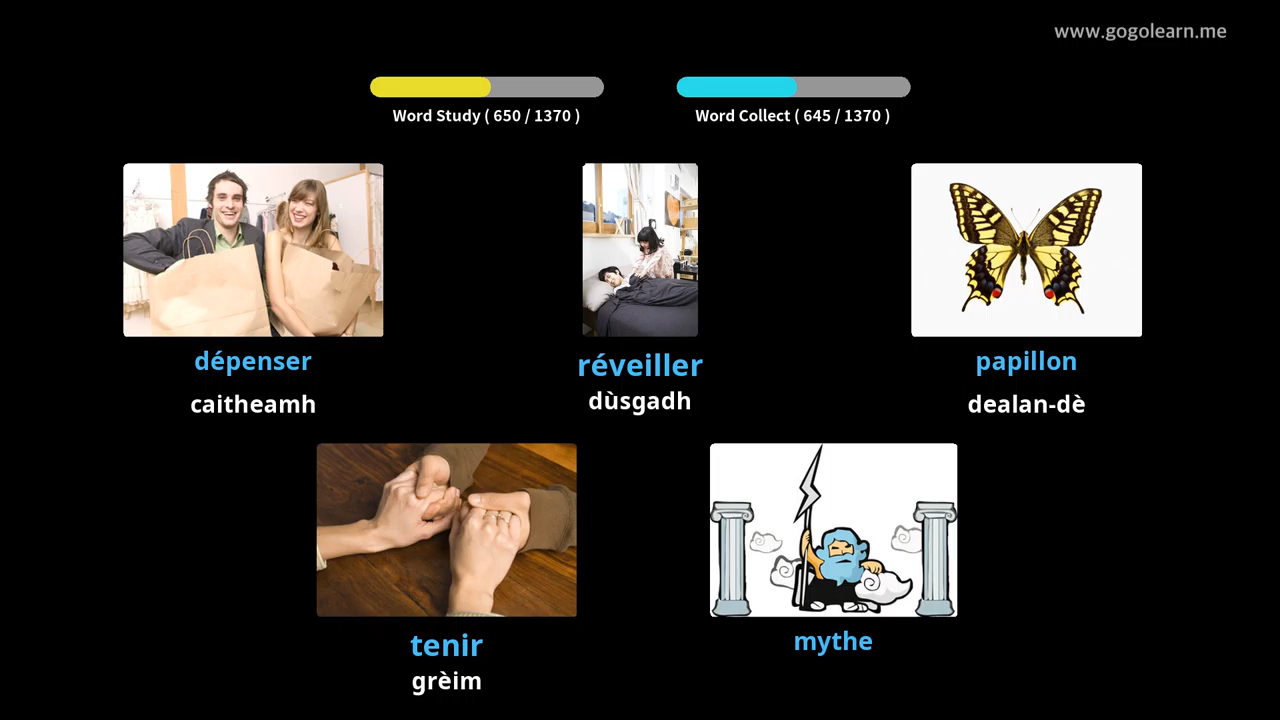 www.gogolearn.me
Word Study ( 650 / 1370 )
Word Collect ( 645 / 1370 )
dépenser
caitheamh
réveiller
dùsgadh
papillon
dealan-dè
tenir
grèim
mythe